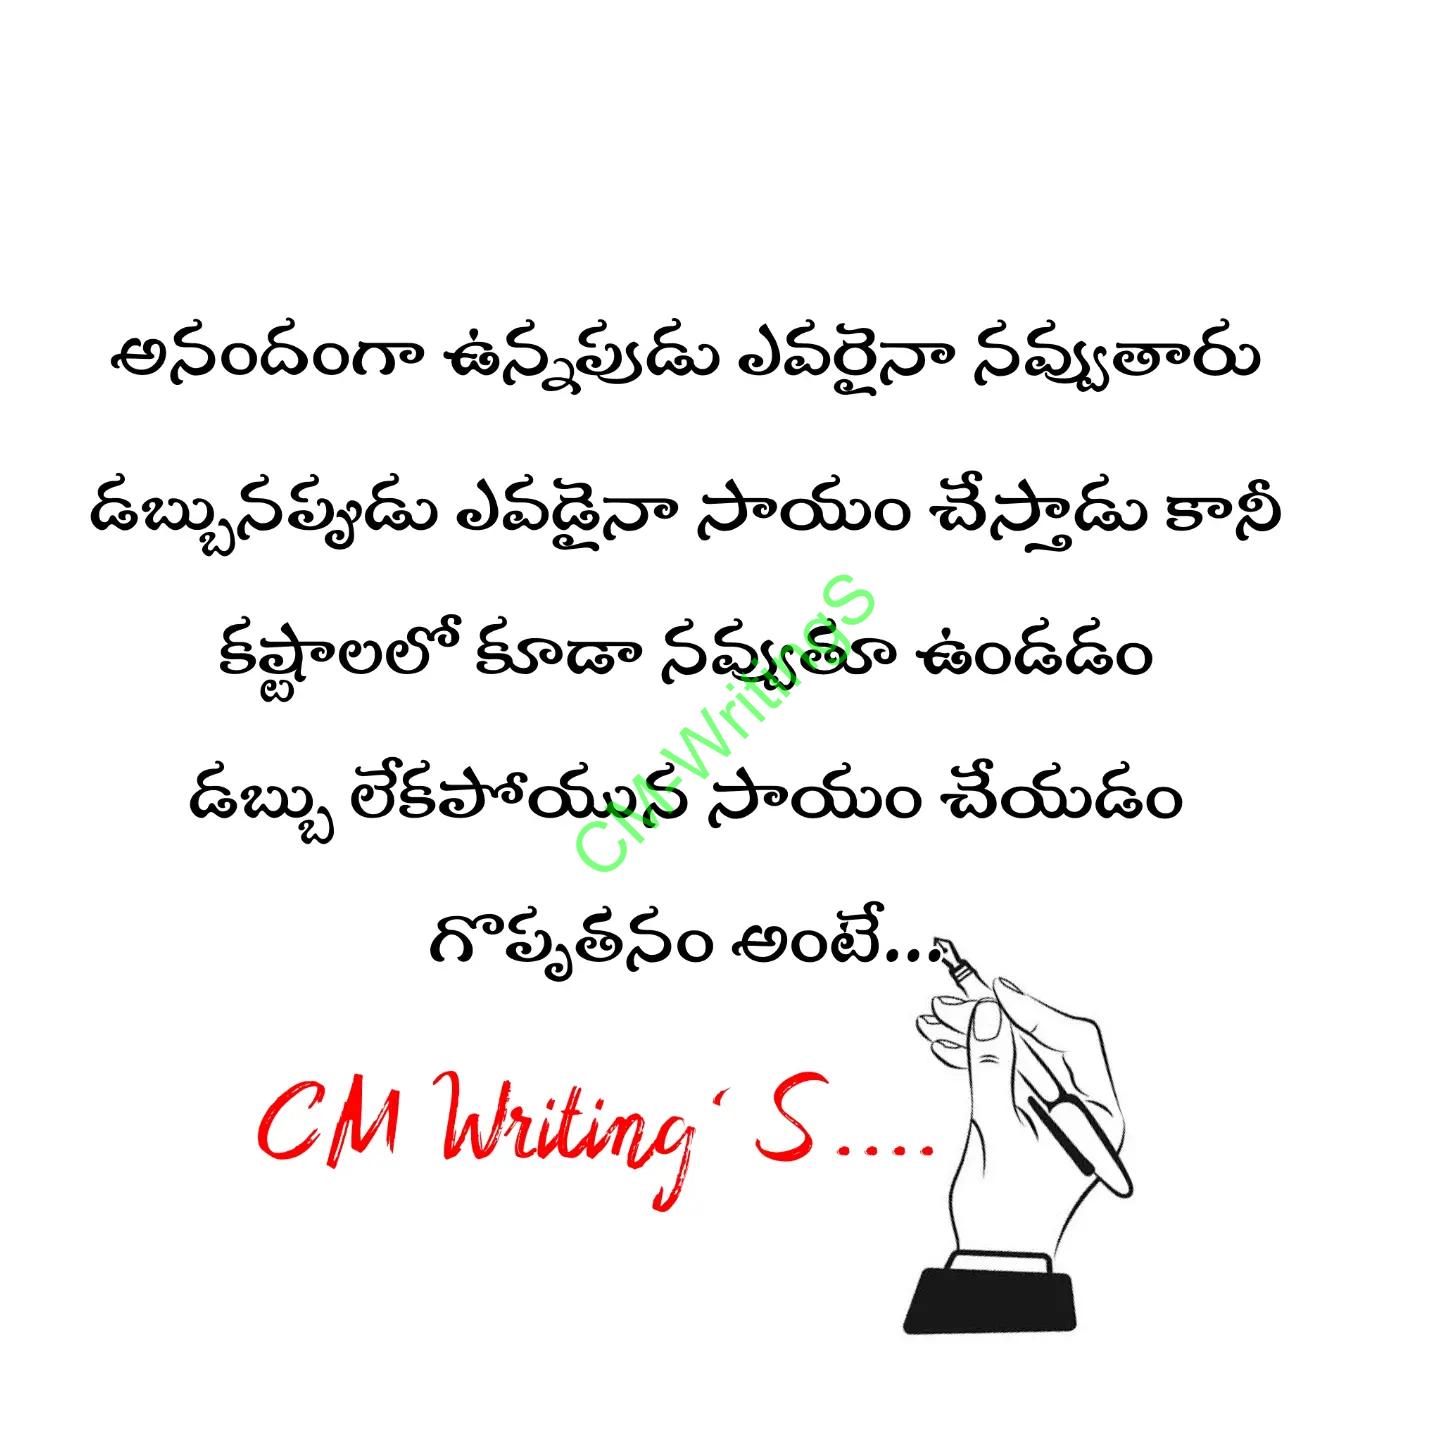 అనందంగా ఉన్నపుడు ఎవరైనా నవ్వుతారు
డబ్బునపుడు ఎవడైనా సాయం చేస్తాడు కానీ
కష్టాలలో కూడా నవ్వుతూ ఉండడం
డబ్బు లేకపోయున సాయం చేయడం
గొప్పతనం అంటే...
CM-WritingS
CM Writing' S....